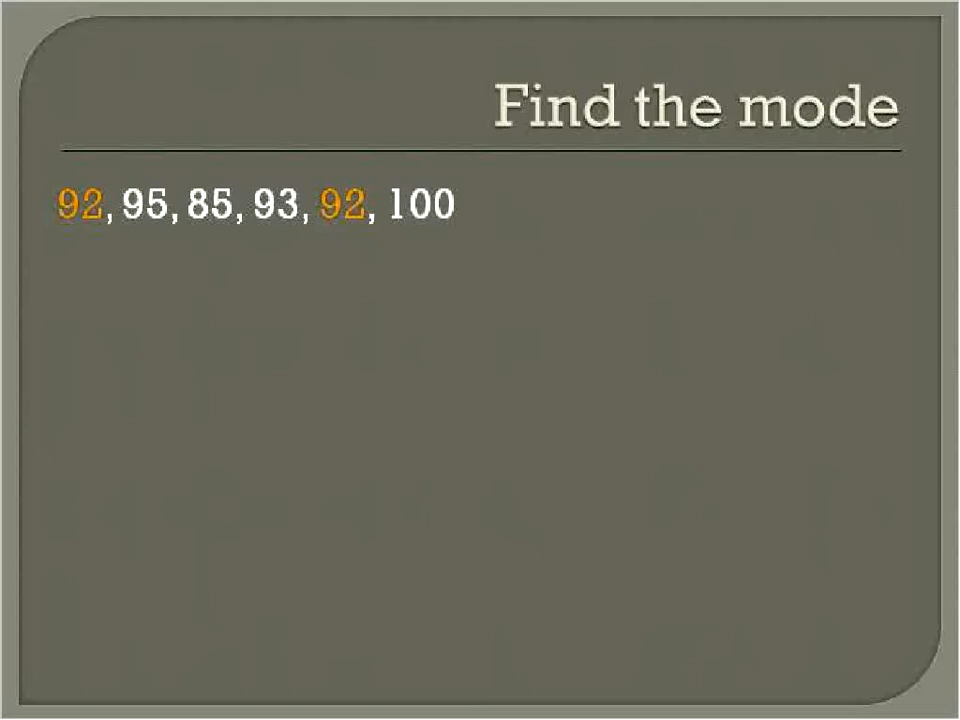 Find the mode
92, 95, 85, 93, 92, 100